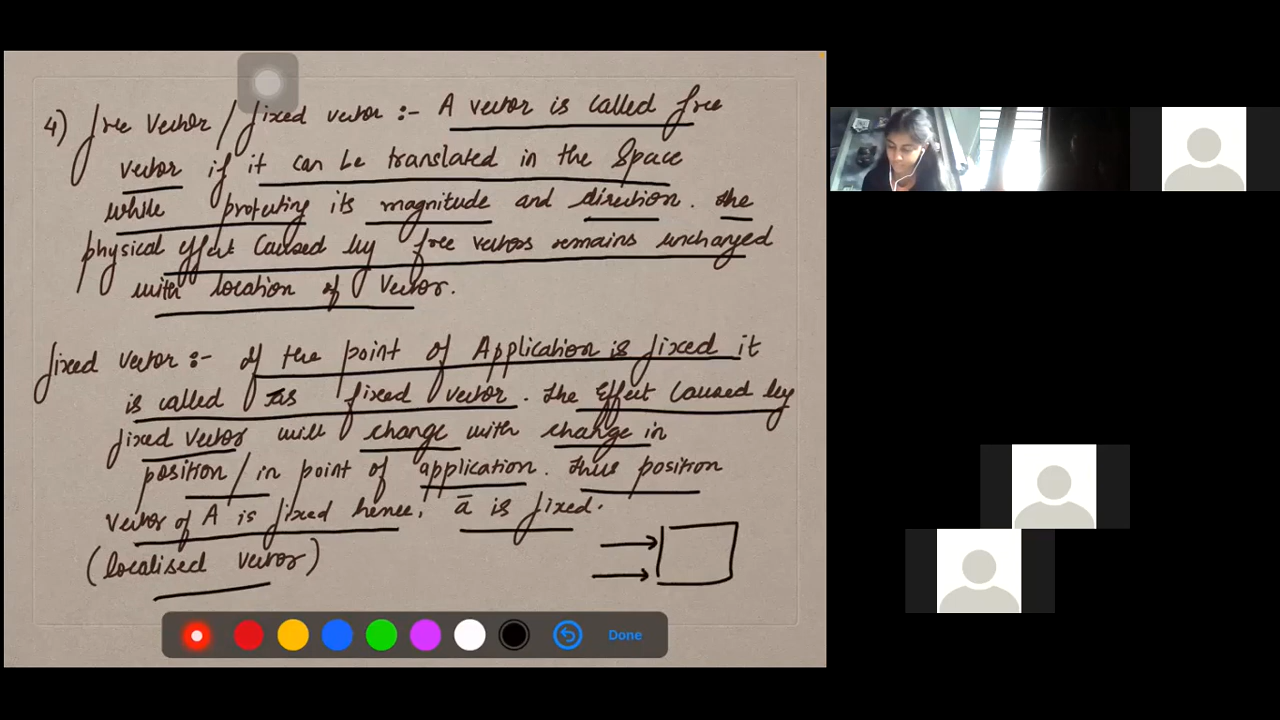 4) free vector / fixed vector :- A vector is called free
vector if it can be translated in the space
while protecting its magnitude and direction. The
physical effect caused by free vectors remains unchanged
with location of vector.
fixed vector :- If the point of Application is fixed it
is called as fixed vector. The Effect caused by
fixed vector will change with change in
position / in point of application. Thus position
vector of A is fixed hence, a̅ is fixed.
(localised vector)
Done